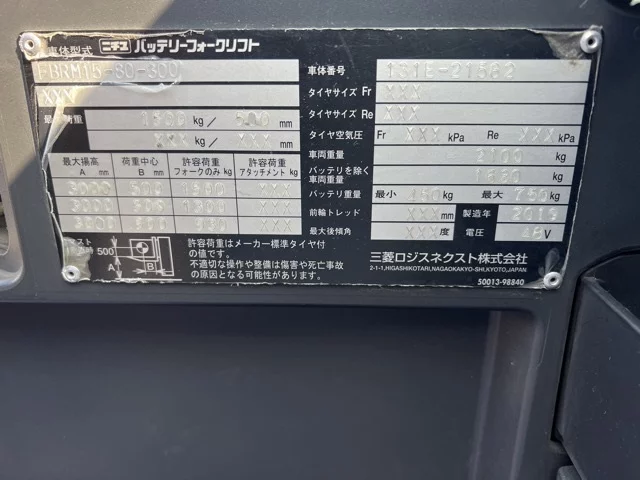 ニチユ バッテリーフォークリフト
車体型式
FBRM15-80-300
XXX
最大荷重 1500 kg / 500 mm
XXX kg / XXX mm
最大揚高 A mm 荷重中心 B mm 許容荷重 フォークのみ kg 許容荷重 アタッチメント kg
3000 500 XXX
XXX
XXX
500
A
B
許容荷重はメーカー標準タイヤ付
の値です。
不適切な操作や整備は傷害や死亡事故
の原因となる可能性があります。
車体番号 131E-21562
タイヤサイズ Fr XXX
タイヤサイズ Re XXX
タイヤ空気圧 Fr XXX kPa Re XXX kPa
車両重量 2100 kg
バッテリを除く
車両重量 kg
バッテリ重量 最小 kg 最大 750 kg
前輪トレッド XXX mm 製造年 2019
最大後傾角 XXX 度 電圧 48 V
三菱ロジスネクスト株式会社
2-1-1,HIGASHIKOTARI,NAGAOKAKYO-SHI,KYOTO,JAPAN
50013-98840